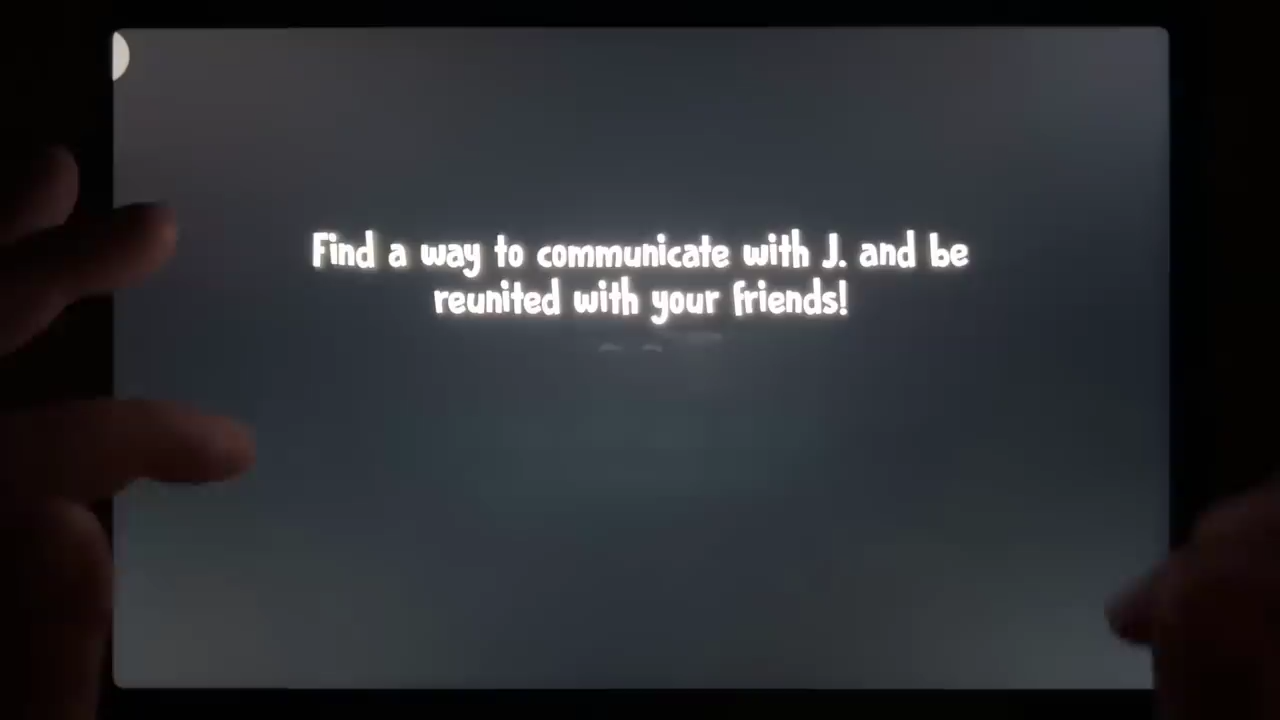 Find a way to communicate with J. and be
reunited with your friends!